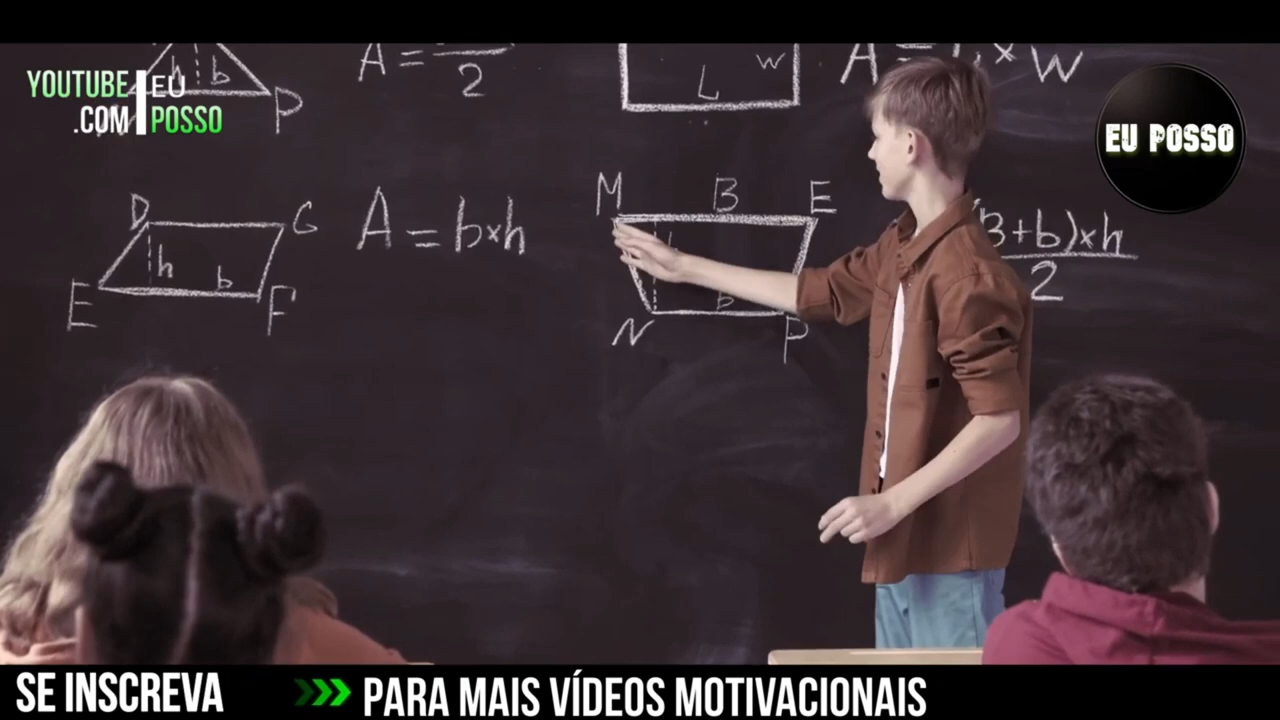 YOUTUBE EU
.COM POSSO
h b
P
A = 2
L
W
EU POSSO
D G
A = b×h
h b
E F
M B E
b
N P
B+b)×h
2
SE INSCREVA PARA MAIS VÍDEOS MOTIVACIONAIS